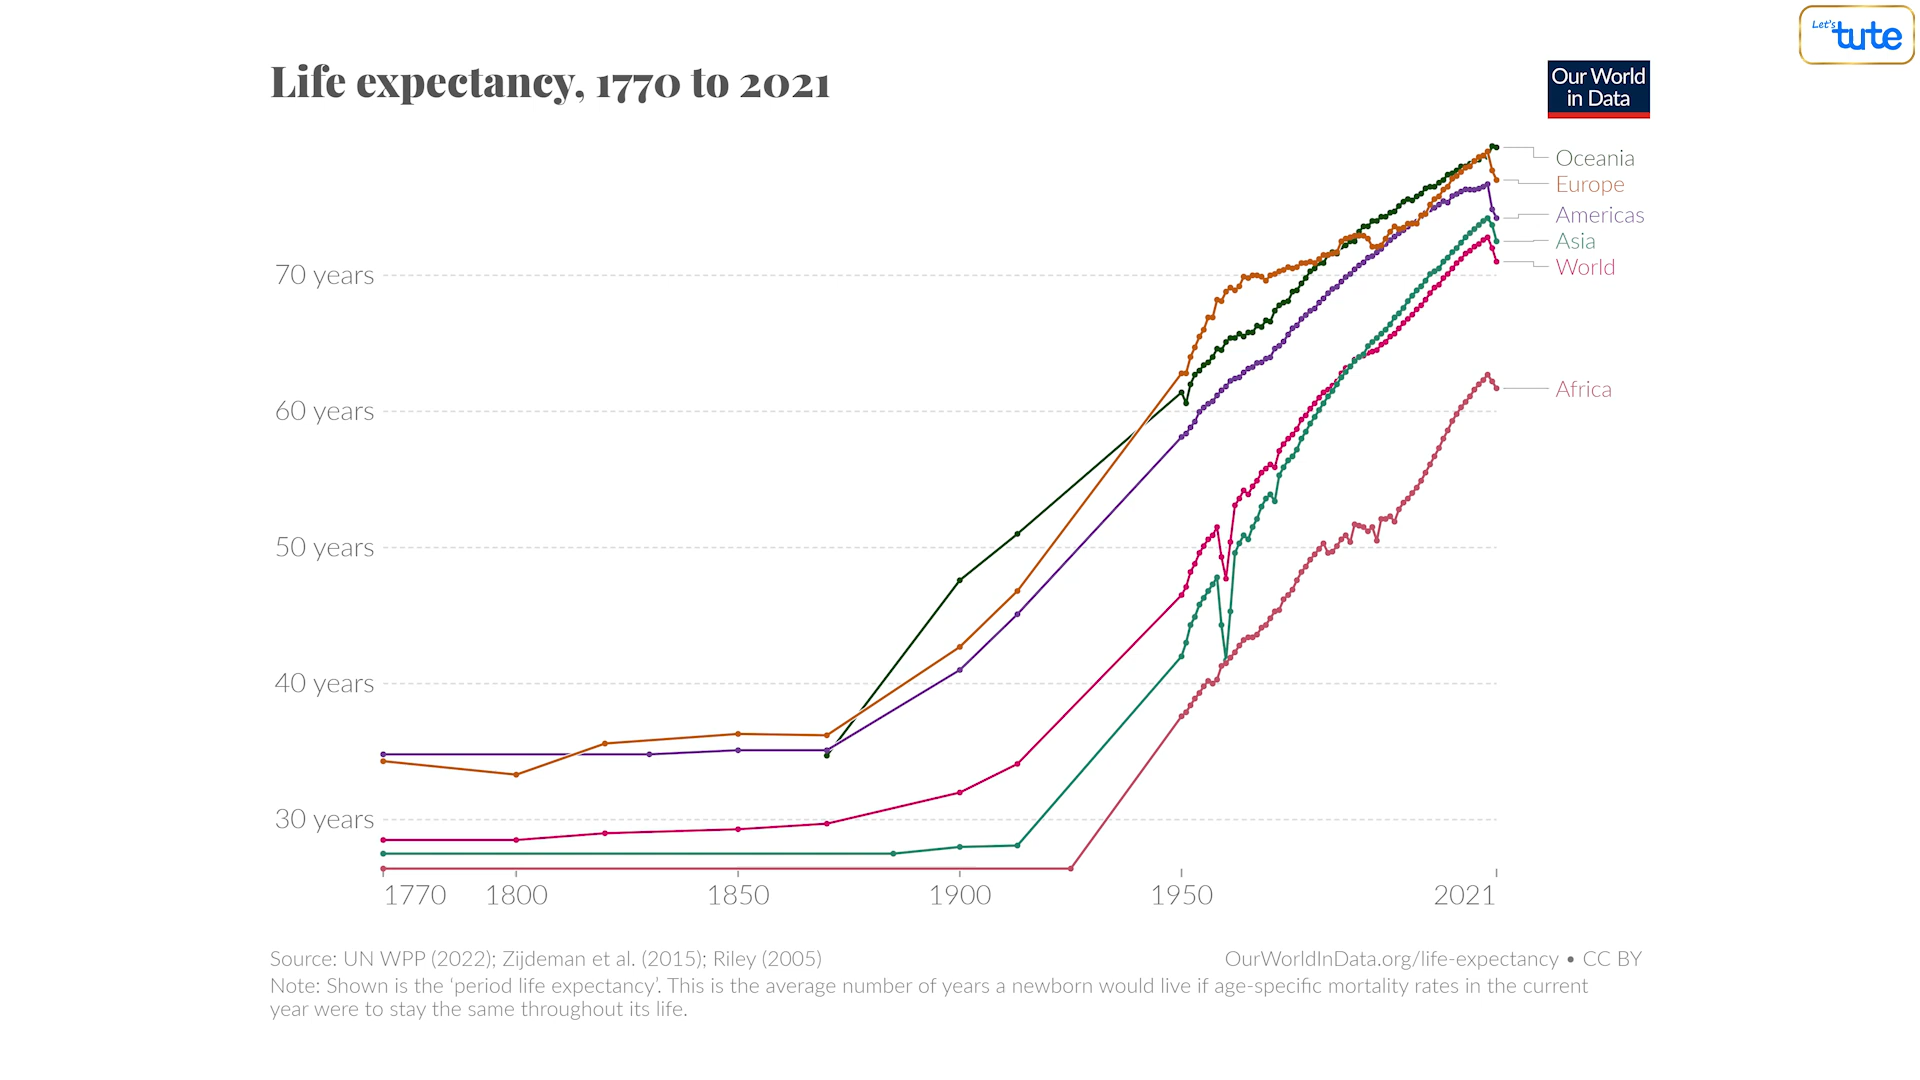 Let's tute
Life expectancy, 1770 to 2021
Our World
in Data
Oceania
Europe
Americas
Asia
World
Africa
70 years
60 years
50 years
40 years
30 years
1770 1800 1850 1900 1950 2021
Source: UN WPP (2022); Zijdeman et al. (2015); Riley (2005) OurWorldInData.org/life-expectancy • CC BY
Note: Shown is the ‘period life expectancy’. This is the average number of years a newborn would live if age-specific mortality rates in the current
year were to stay the same throughout its life.